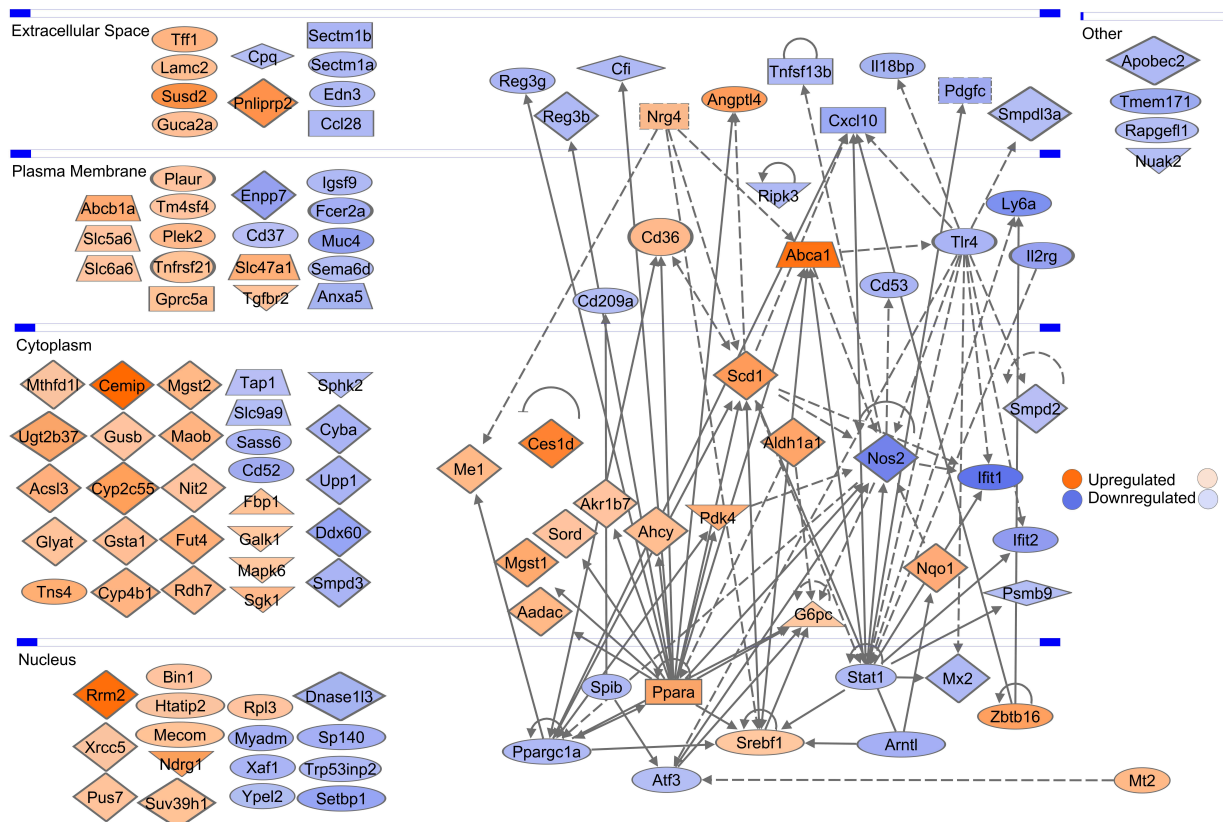 Extracellular Space
Tff1
Lamc2
Susd2
Guca2a
Cpq
Pnliprp2
Sectm1b
Sectm1a
Edn3
Ccl28
Reg3g
Cfi
Reg3b
Nrg4
Angptl4
Tnfsf13b
Cxcl10
Il18bp
Pdgfc
Smpdl3a
Other
Apobec2
Tmem171
Rapgefl1
Nuak2
Plasma Membrane
Abcb1a
Slc5a6
Slc6a6
Plaur
Tm4sf4
Plek2
Tnfrsf21
Gprc5a
Enpp7
Cd37
Slc47a1
Tgfbr2
Igsf9
Fcer2a
Muc4
Sema6d
Anxa5
Ripk3
Cd36
Abca1
Cd209a
Cd53
Tlr4
Ly6a
Il2rg
Cytoplasm
Mthfd1l
Cemip
Mgst2
Ugt2b37
Gusb
Maob
Acsl3
Cyp2c55
Nit2
Glyat
Gsta1
Fut4
Tns4
Cyp4b1
Rdh7
Tap1
Slc9a9
Sass6
Cd52
Fbp1
Galk1
Mapk6
Sgk1
Sphk2
Cyba
Upp1
Ddx60
Smpd3
Scd1
Smpd2
Ces1d
Me1
Aldh1a1
Nos2
Ifit1
Akr1b7
Sord
Ahcy
Pdk4
Mgst1
Aadac
Ifit2
Nqo1
Psmb9
G6pc
Upregulated
Downregulated
Nucleus
Rrm2
Xrcc5
Pus7
Bin1
Htatip2
Mecom
Ndrg1
Suv39h1
Rpl3
Myadm
Xaf1
Ypel2
Dnase1l3
Sp140
Trp53inp2
Setbp1
Spib
Ppara
Stat1
Mx2
Zbtb16
Ppargc1a
Srebf1
Arntl
Atf3
Mt2